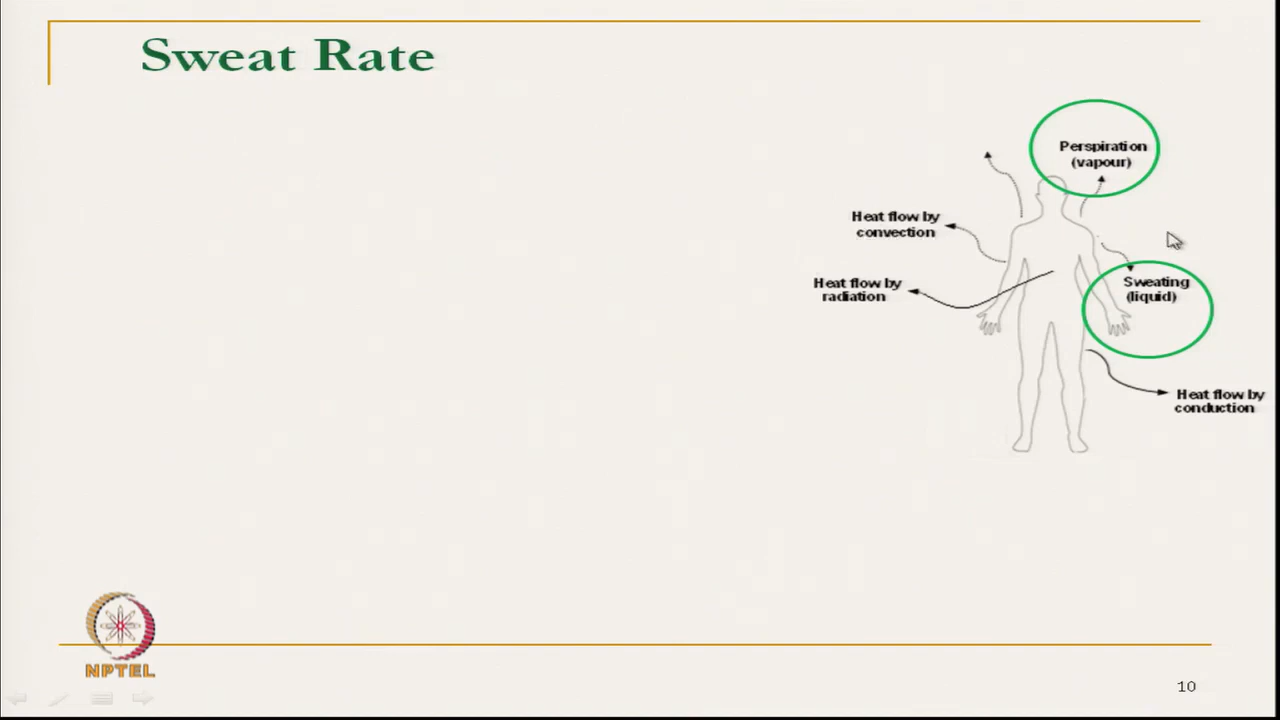 Sweat Rate
Perspiration
(vapour)
Heat flow by
convection
Heat flow by
radiation
Sweating
(liquid)
Heat flow by
conduction
NPTEL
10